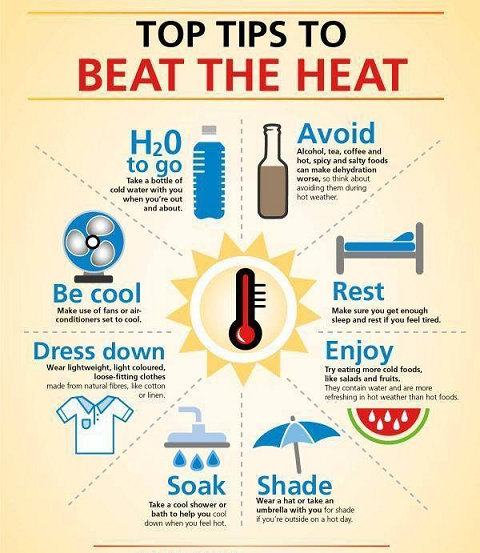 TOP TIPS TO
BEAT THE HEAT
H20
to go
Take a bottle of
cold water with you
when you're out
and about.
Avoid
Alcohol, tea, coffee and
hot, spicy and salty foods
can make dehydration
worse, so think about
avoiding them during
hot weather.
Be cool
Make use of fans or air-
conditioners set to cool.
Rest
Make sure you get enough
sleep and rest if you feel tired.
Dress down
Wear lightweight, light coloured,
loose-fitting clothes
made from natural fibres, like cotton
or linen.
Enjoy
Try eating more cold foods,
like salads and fruits.
They contain water and are more
refreshing in hot weather than hot foods.
Soak
Take a cool shower or
bath to help you cool
down when you feel hot.
Shade
Wear a hat or take an
umbrella with you for shade
if you're outside on a hot day.